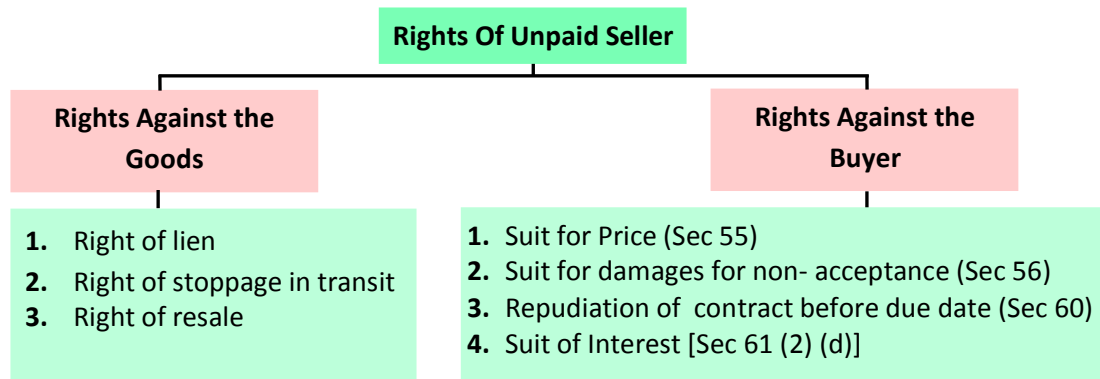 Rights Of Unpaid Seller
Rights Against the
Goods
1. Right of lien
2. Right of stoppage in transit
3. Right of resale
Rights Against the
Buyer
1. Suit for Price (Sec 55)
2. Suit for damages for non- acceptance (Sec 56)
3. Repudiation of contract before due date (Sec 60)
4. Suit of Interest [Sec 61 (2) (d)]